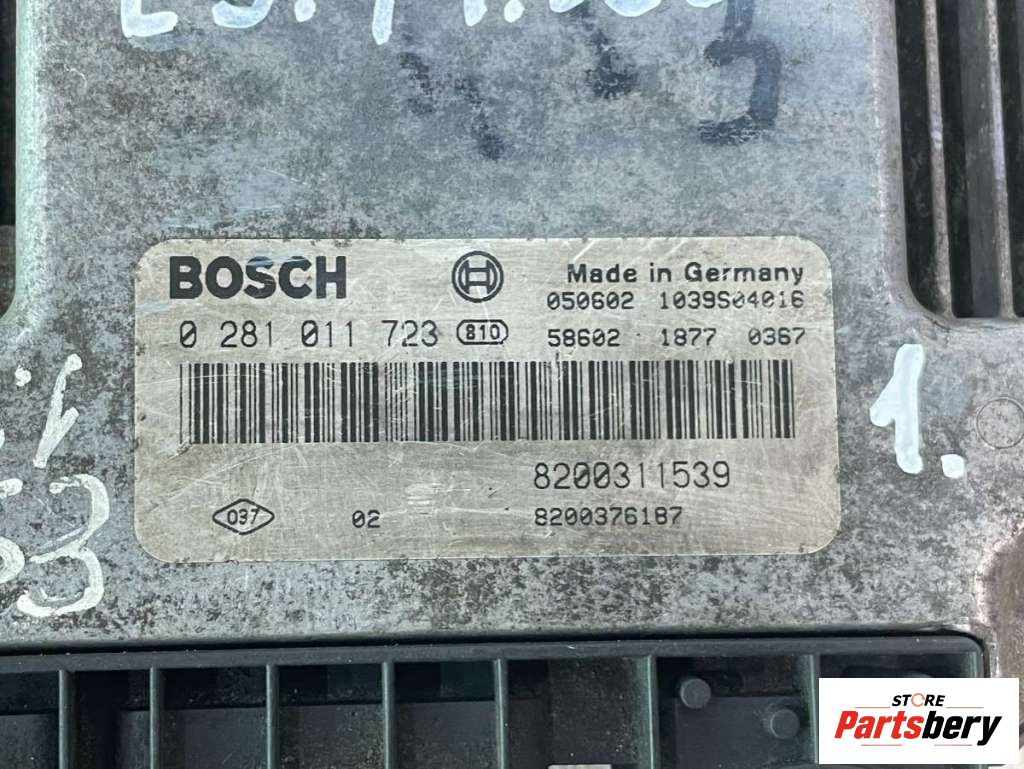 BOSCH
Made in Germany
050602 1039S04016
0 281 011 723 810
58602 1877 0367
1.
8200311539
037 02 8200376187
53
STORE
Partsbery